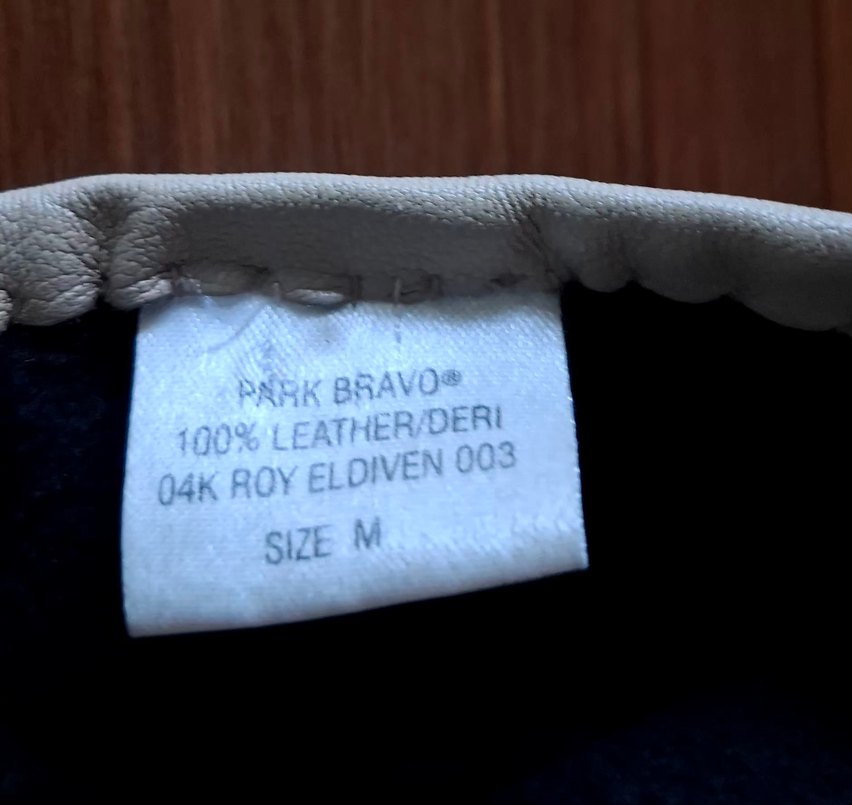 PARK BRAVO®
100% LEATHER/DERI
04K ROY ELDIVEN 003
SIZE M